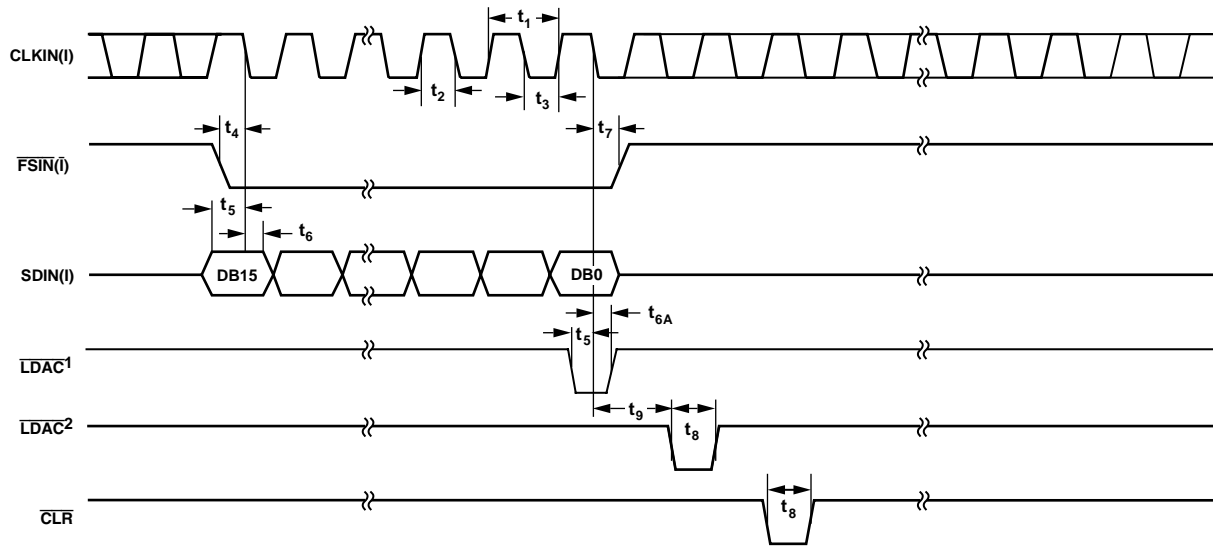 t1
CLKIN(I)
t2
t3
t4
t7
FSIN(I)
t5
t6
SDIN(I)
DB15
DB0
t6A
t5
LDAC1
t9
t8
LDAC2
t8
CLR